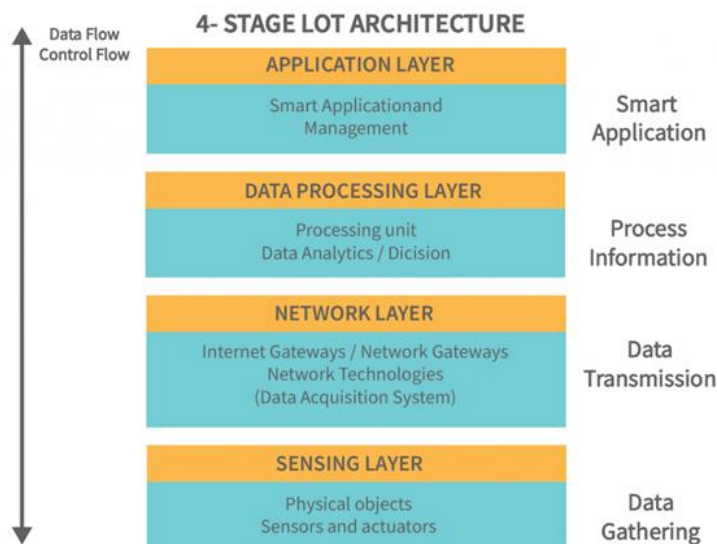 4- STAGE LOT ARCHITECTURE
Data Flow
Control Flow
APPLICATION LAYER
Smart Applicationand
Management
Smart
Application
DATA PROCESSING LAYER
Processing unit
Data Analytics / Dicision
Process
Information
NETWORK LAYER
Internet Gateways / Network Gateways
Network Technologies
(Data Acquisition System)
Data
Transmission
SENSING LAYER
Physical objects
Sensors and actuators
Data
Gathering